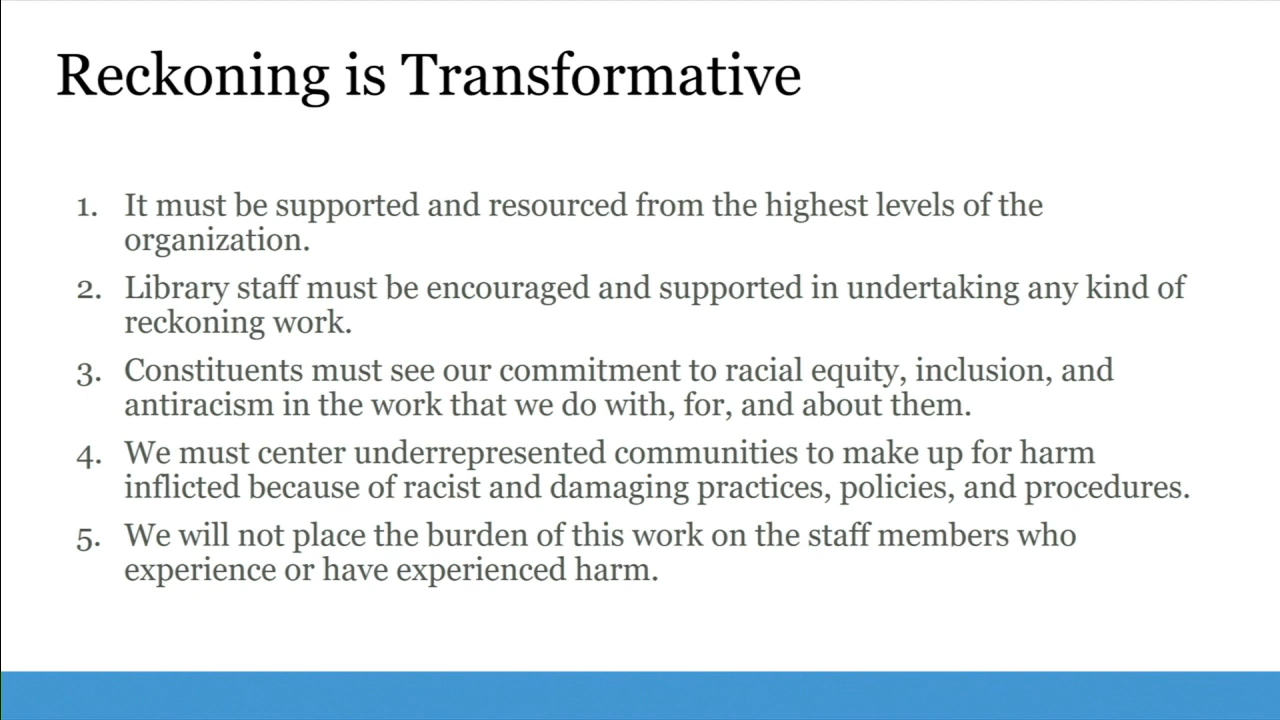 Reckoning is Transformative
1. It must be supported and resourced from the highest levels of the
organization.
2. Library staff must be encouraged and supported in undertaking any kind of
reckoning work.
3. Constituents must see our commitment to racial equity, inclusion, and
antiracism in the work that we do with, for, and about them.
4. We must center underrepresented communities to make up for harm
inflicted because of racist and damaging practices, policies, and procedures.
5. We will not place the burden of this work on the staff members who
experience or have experienced harm.